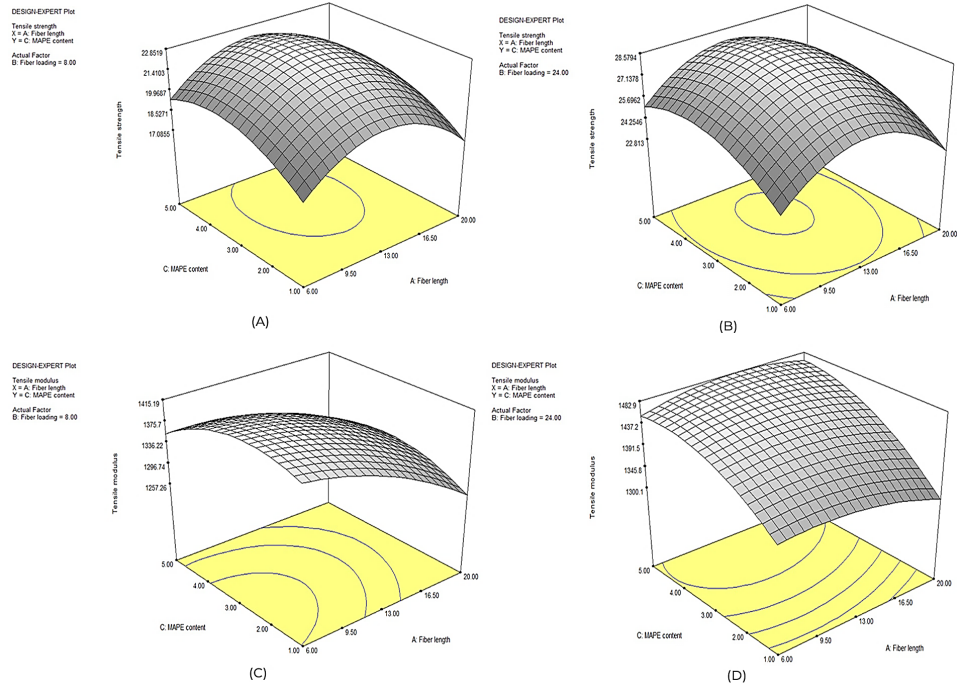 DESIGN-EXPERT Plot
Tensile strength
X = A: Fiber length
Y = C: MAPE content
Actual Factor
B: Fiber loading = 8.00
22.8519
21.4103
19.9687
18.5271
17.0855
Tensile strength
5.00
4.00
3.00
2.00
1.00
C: MAPE content
6.00
9.50
13.00
16.50
20.00
A: Fiber length
(A)
DESIGN-EXPERT Plot
Tensile strength
X = A: Fiber length
Y = C: MAPE content
Actual Factor
B: Fiber loading = 24.00
28.5794
27.1378
25.6962
24.2546
22.813
Tensile strength
5.00
4.00
3.00
2.00
1.00
C: MAPE content
6.00
9.50
13.00
16.50
20.00
A: Fiber length
(B)
DESIGN-EXPERT Plot
Tensile modulus
X = A: Fiber length
Y = C: MAPE content
Actual Factor
B: Fiber loading = 8.00
1415.19
1375.7
1336.22
1296.74
1257.26
Tensile modulus
5.00
4.00
3.00
2.00
1.00
C: MAPE content
6.00
9.50
13.00
16.50
20.00
A: Fiber length
(C)
DESIGN-EXPERT Plot
Tensile modulus
X = A: Fiber length
Y = C: MAPE content
Actual Factor
B: Fiber loading = 24.00
1482.9
1437.2
1391.5
1345.8
1300.1
Tensile modulus
5.00
4.00
3.00
2.00
1.00
C: MAPE content
6.00
9.50
13.00
16.50
20.00
A: Fiber length
(D)